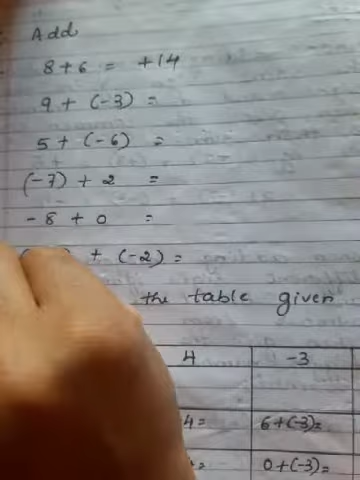 Add
8 + 6 = +14
9 + (-3) =
5 + (-6) =
(-7) + 2 =
- 8 + 0 =
+ (-2) =
the table given
4 -3
4= 6+(-3)=
0+(-3)=